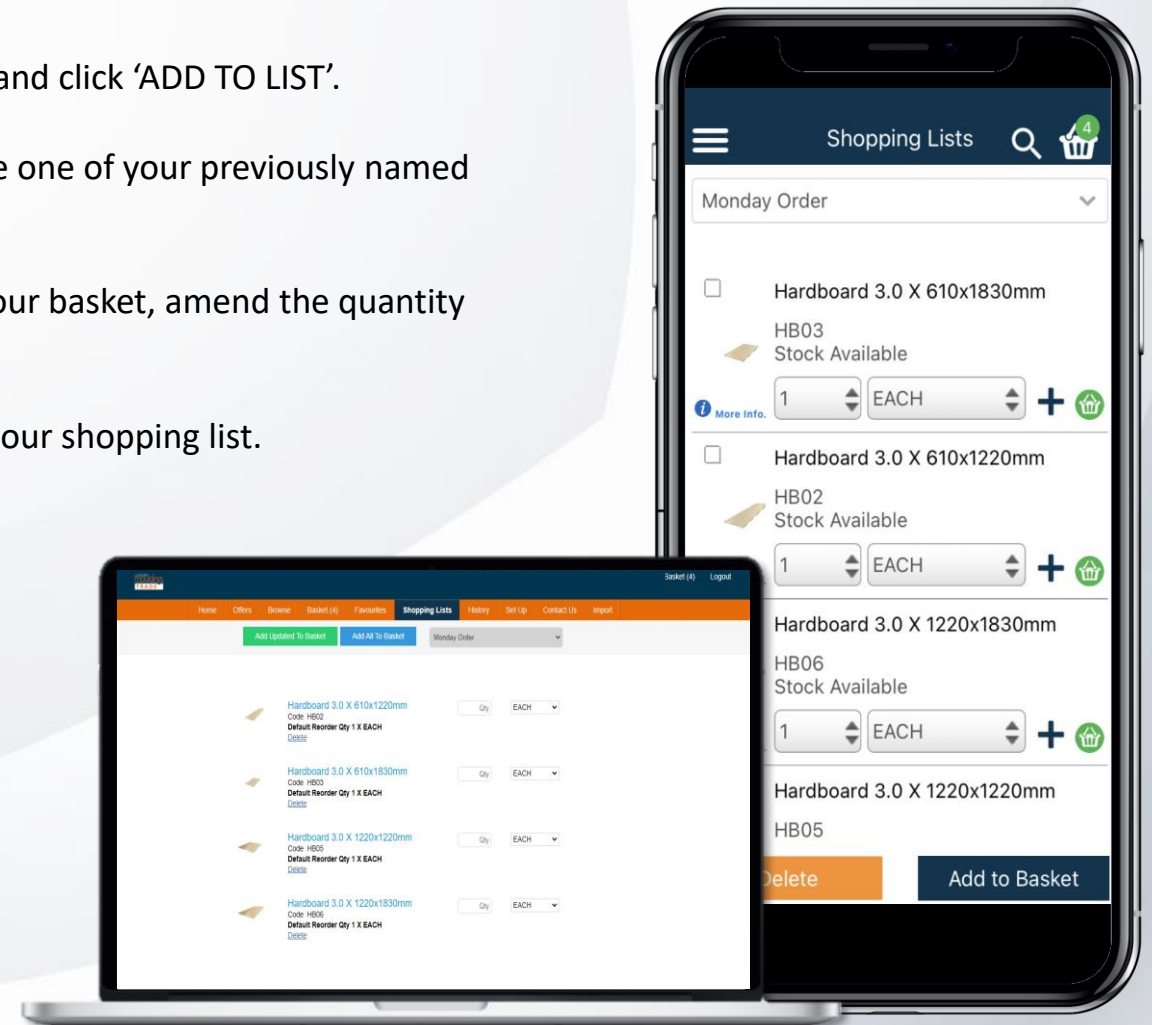 and click ‘ADD TO LIST’.
e one of your previously named
our basket, amend the quantity
our shopping list.
Shopping Lists
4
Monday Order
Hardboard 3.0 X 610x1830mm
HB03
Stock Available
1 EACH
More Info.
Hardboard 3.0 X 610x1220mm
HB02
Stock Available
1 EACH
Hardboard 3.0 X 1220x1830mm
HB06
Stock Available
1 EACH
Hardboard 3.0 X 1220x1220mm
HB05
Delete Add to Basket
TRADE
Basket (4) Logout
Home Offers Browse Basket (4) Favourites Shopping Lists History Set Up Contact Us Import
Add Updated To Basket Add All To Basket Monday Order
Hardboard 3.0 X 610x1220mm Qty EACH
Code HB02
Default Reorder Qty 1 X EACH
Delete
Hardboard 3.0 X 610x1830mm Qty EACH
Code HB03
Default Reorder Qty 1 X EACH
Delete
Hardboard 3.0 X 1220x1220mm Qty EACH
Code HB05
Default Reorder Qty 1 X EACH
Delete
Hardboard 3.0 X 1220x1830mm Qty EACH
Code HB06
Default Reorder Qty 1 X EACH
Delete